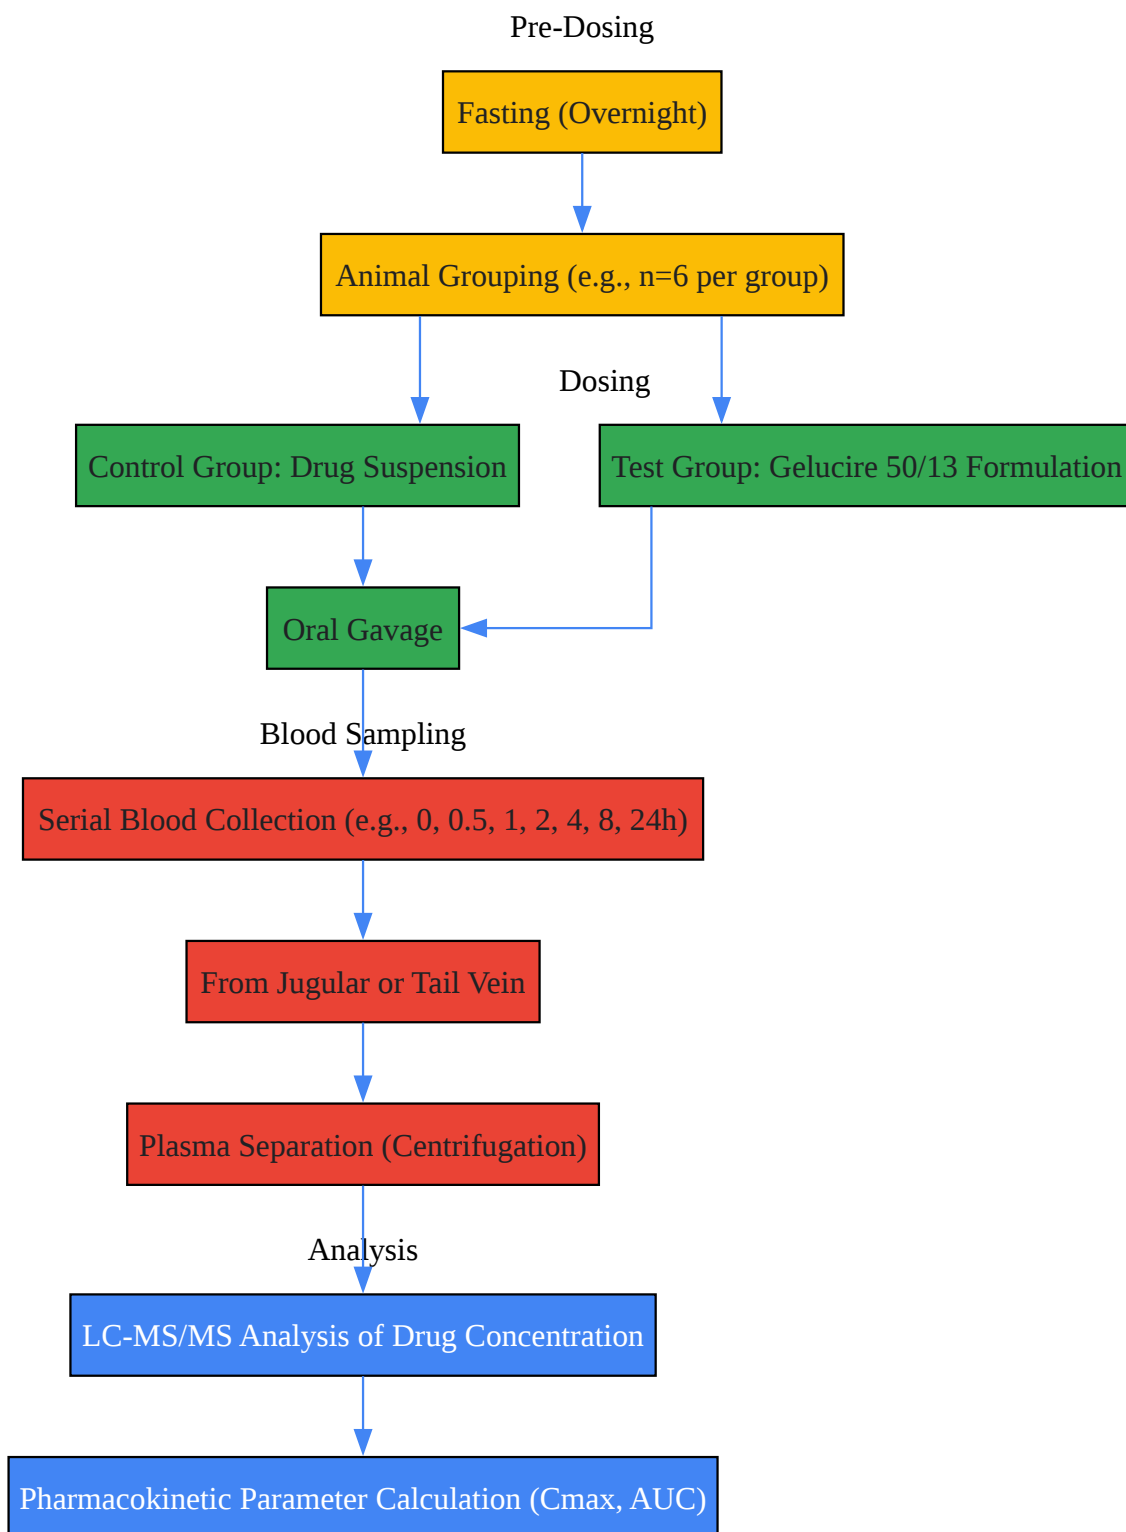 Pre-Dosing
Fasting (Overnight)
Animal Grouping (e.g., n=6 per group)
Dosing
Control Group: Drug Suspension
Test Group: Gelucire 50/13 Formulation
Oral Gavage
Blood Sampling
Serial Blood Collection (e.g., 0, 0.5, 1, 2, 4, 8, 24h)
From Jugular or Tail Vein
Plasma Separation (Centrifugation)
Analysis
LC-MS/MS Analysis of Drug Concentration
Pharmacokinetic Parameter Calculation (Cmax, AUC)